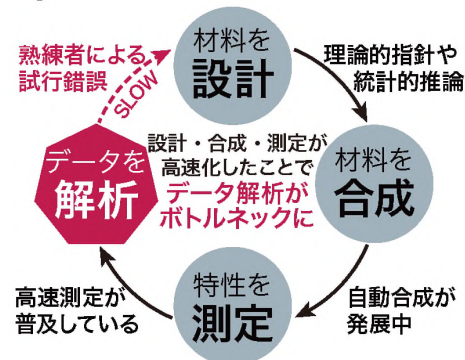 材料を
設計
理論的指針や
統計的推論
材料を
合成
自動合成が
発展中
特性を
測定
高速測定が
普及している
データを
解析
熟練者による
試行錯誤
SLOW
設計・合成・測定が
高速化したことで
データ解析が
ボトルネックに